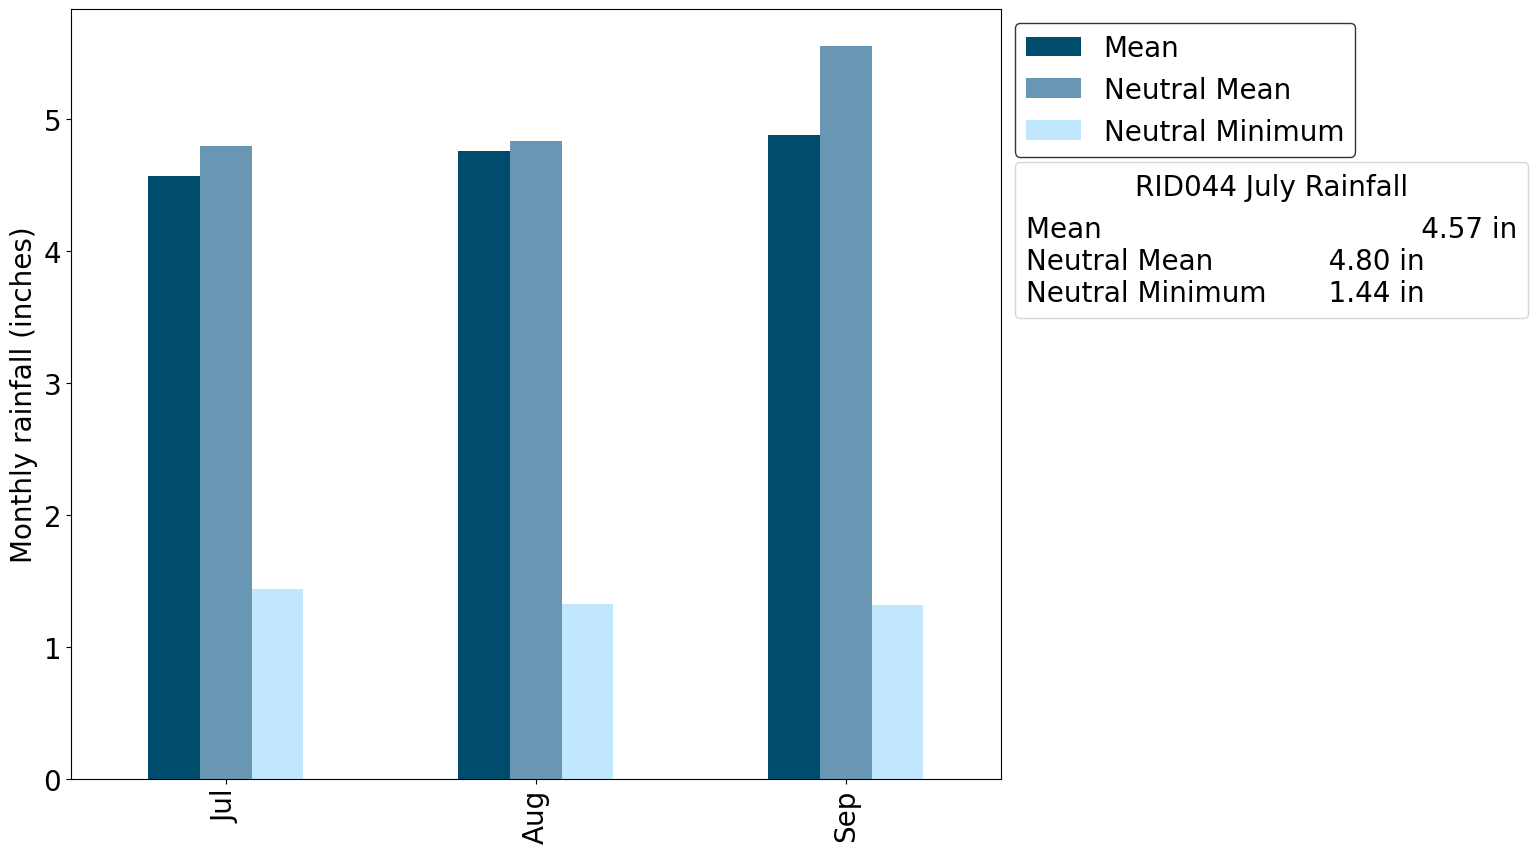 Mean
Neutral Mean
Neutral Minimum
RID044 July Rainfall
Mean 4.57 in
Neutral Mean 4.80 in
Neutral Minimum 1.44 in
Monthly rainfall (inches)
5
4
3
2
1
0
Jul
Aug
Sep